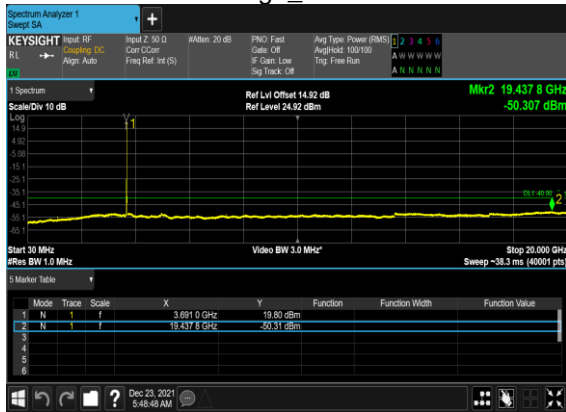 Spectrum Analyzer 1
Swept SA
+
KEYSIGHT Input: RF Input Z: 50 Ω #Atten: 20 dB PNO: Fast Avg Type: Power (RMS) 1 2 3 4 5 6
RL Coupling: DC Corr CCorr Gate: Off Avg|Hold: 100/100 A W W W W W
Align: Auto Freq Ref: Int (S) IF Gain: Low Trig: Free Run
Sig Track: Off A N N N N N
1 Spectrum Ref Lvl Offset 14.92 dB Mkr2 19.437 8 GHz
Scale/Div 10 dB Ref Level 24.92 dBm -50.307 dBm
Log
14.9 1
4.92
-5.08
-15.1
-25.1
-35.1 DL1 -40.00
-45.1 2
-55.1
-65.1
Start 30 MHz Video BW 3.0 MHz* Stop 20.000 GHz
#Res BW 1.0 MHz Sweep ~38.3 ms (40001 pts)
5 Marker Table
Mode Trace Scale X Y Function Function Width Function Value
1 N 1 f 3.691 0 GHz 19.80 dBm
2 N 1 f 19.437 8 GHz -50.31 dBm
3
4
5
6
? Dec 23, 2021
5:48:48 AM